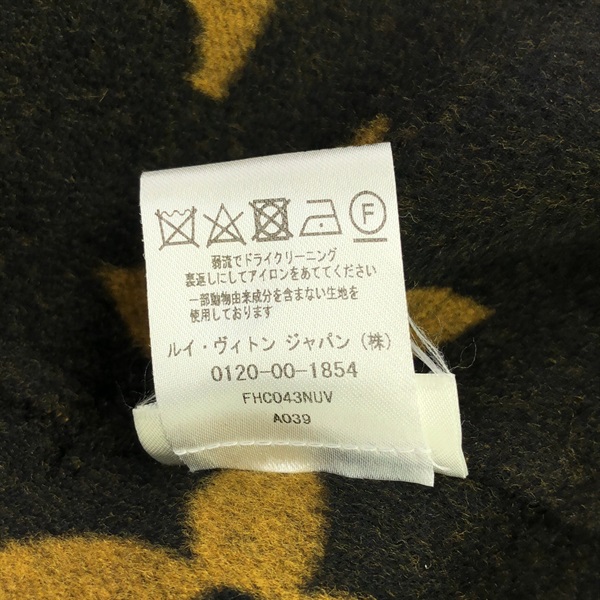 F
弱流でドライクリーニング
裏返しにしてアイロンをあててください
一部動物由来成分を含まない生地を
使用しております
ルイ・ヴィトン ジャパン (株)
0120-00-1854
FHC043NUV
A039